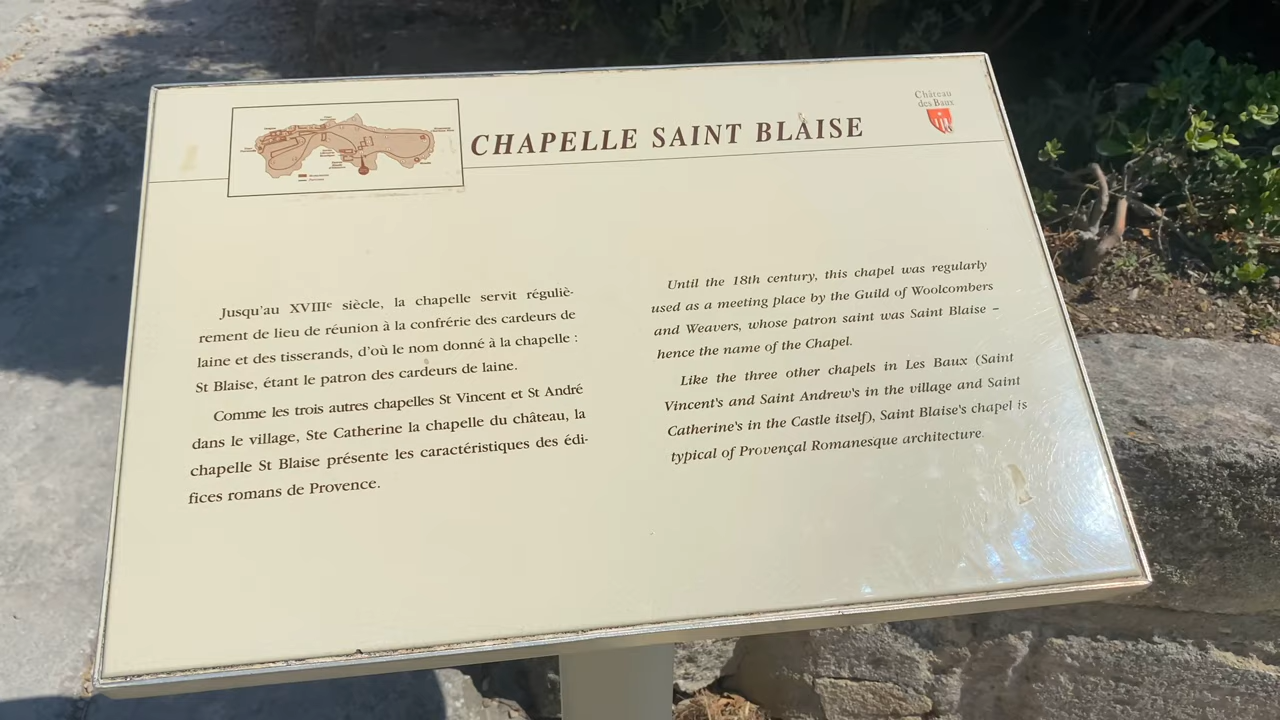 CHAPELLE SAINT BLAISE
Château
des Baux
Jusqu'au XVIIIe siècle, la chapelle servit réguliè-
rement de lieu de réunion à la confrérie des cardeurs de
laine et des tisserands, d'où le nom donné à la chapelle :
St Blaise, étant le patron des cardeurs de laine.
Comme les trois autres chapelles St Vincent et St André
dans le village, Ste Catherine la chapelle du château, la
chapelle St Blaise présente les caractéristiques des édi-
fices romans de Provence.
Until the 18th century, this chapel was regularly
used as a meeting place by the Guild of Woolcombers
and Weavers, whose patron saint was Saint Blaise –
hence the name of the Chapel.
Like the three other chapels in Les Baux (Saint
Vincent's and Saint Andrew's in the village and Saint
Catherine's in the Castle itself), Saint Blaise's chapel is
typical of Provençal Romanesque architecture.